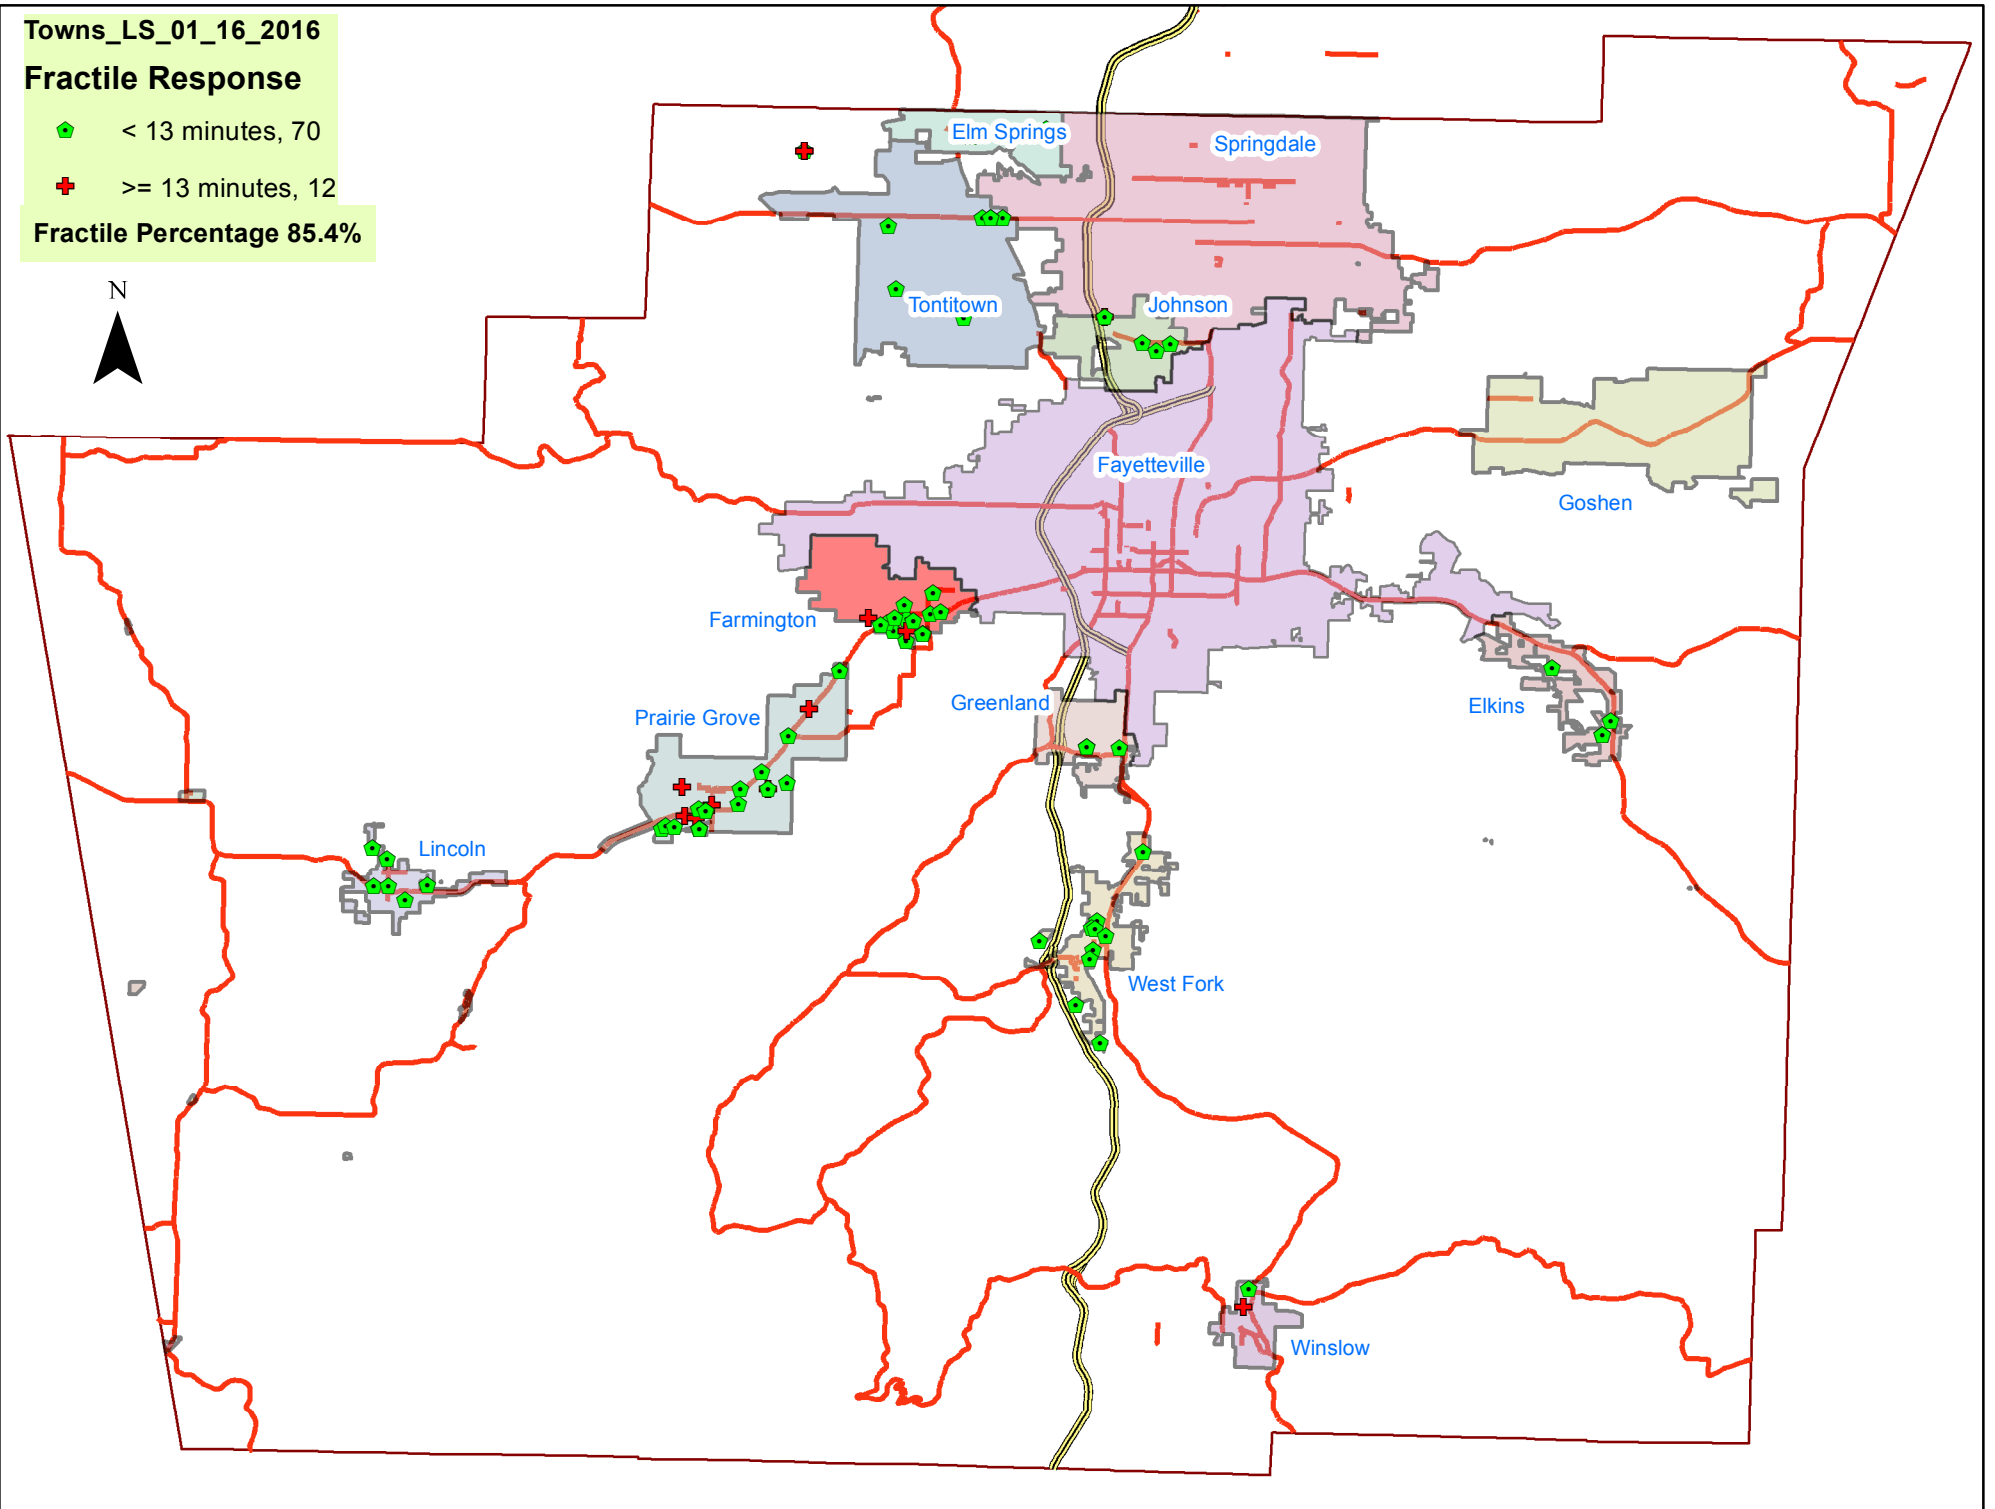 Towns_LS_01_16_2016
Fractile Response
< 13 minutes, 70
>= 13 minutes, 12
Fractile Percentage 85.4%
N
Elm Springs
Springdale
Tontitown
Johnson
Fayetteville
Goshen
Farmington
Greenland
Elkins
Prairie Grove
Lincoln
West Fork
Winslow